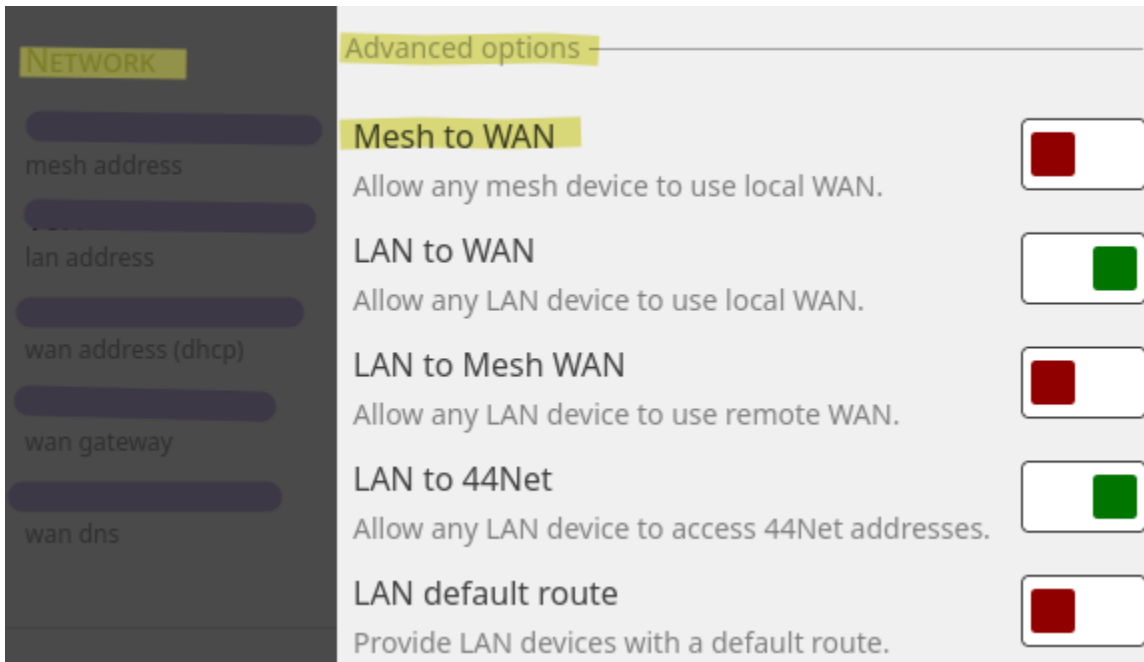 NETWORK
mesh address
lan address
wan address (dhcp)
wan gateway
wan dns
Advanced options
Mesh to WAN
Allow any mesh device to use local WAN.
LAN to WAN
Allow any LAN device to use local WAN.
LAN to Mesh WAN
Allow any LAN device to use remote WAN.
LAN to 44Net
Allow any LAN device to access 44Net addresses.
LAN default route
Provide LAN devices with a default route.